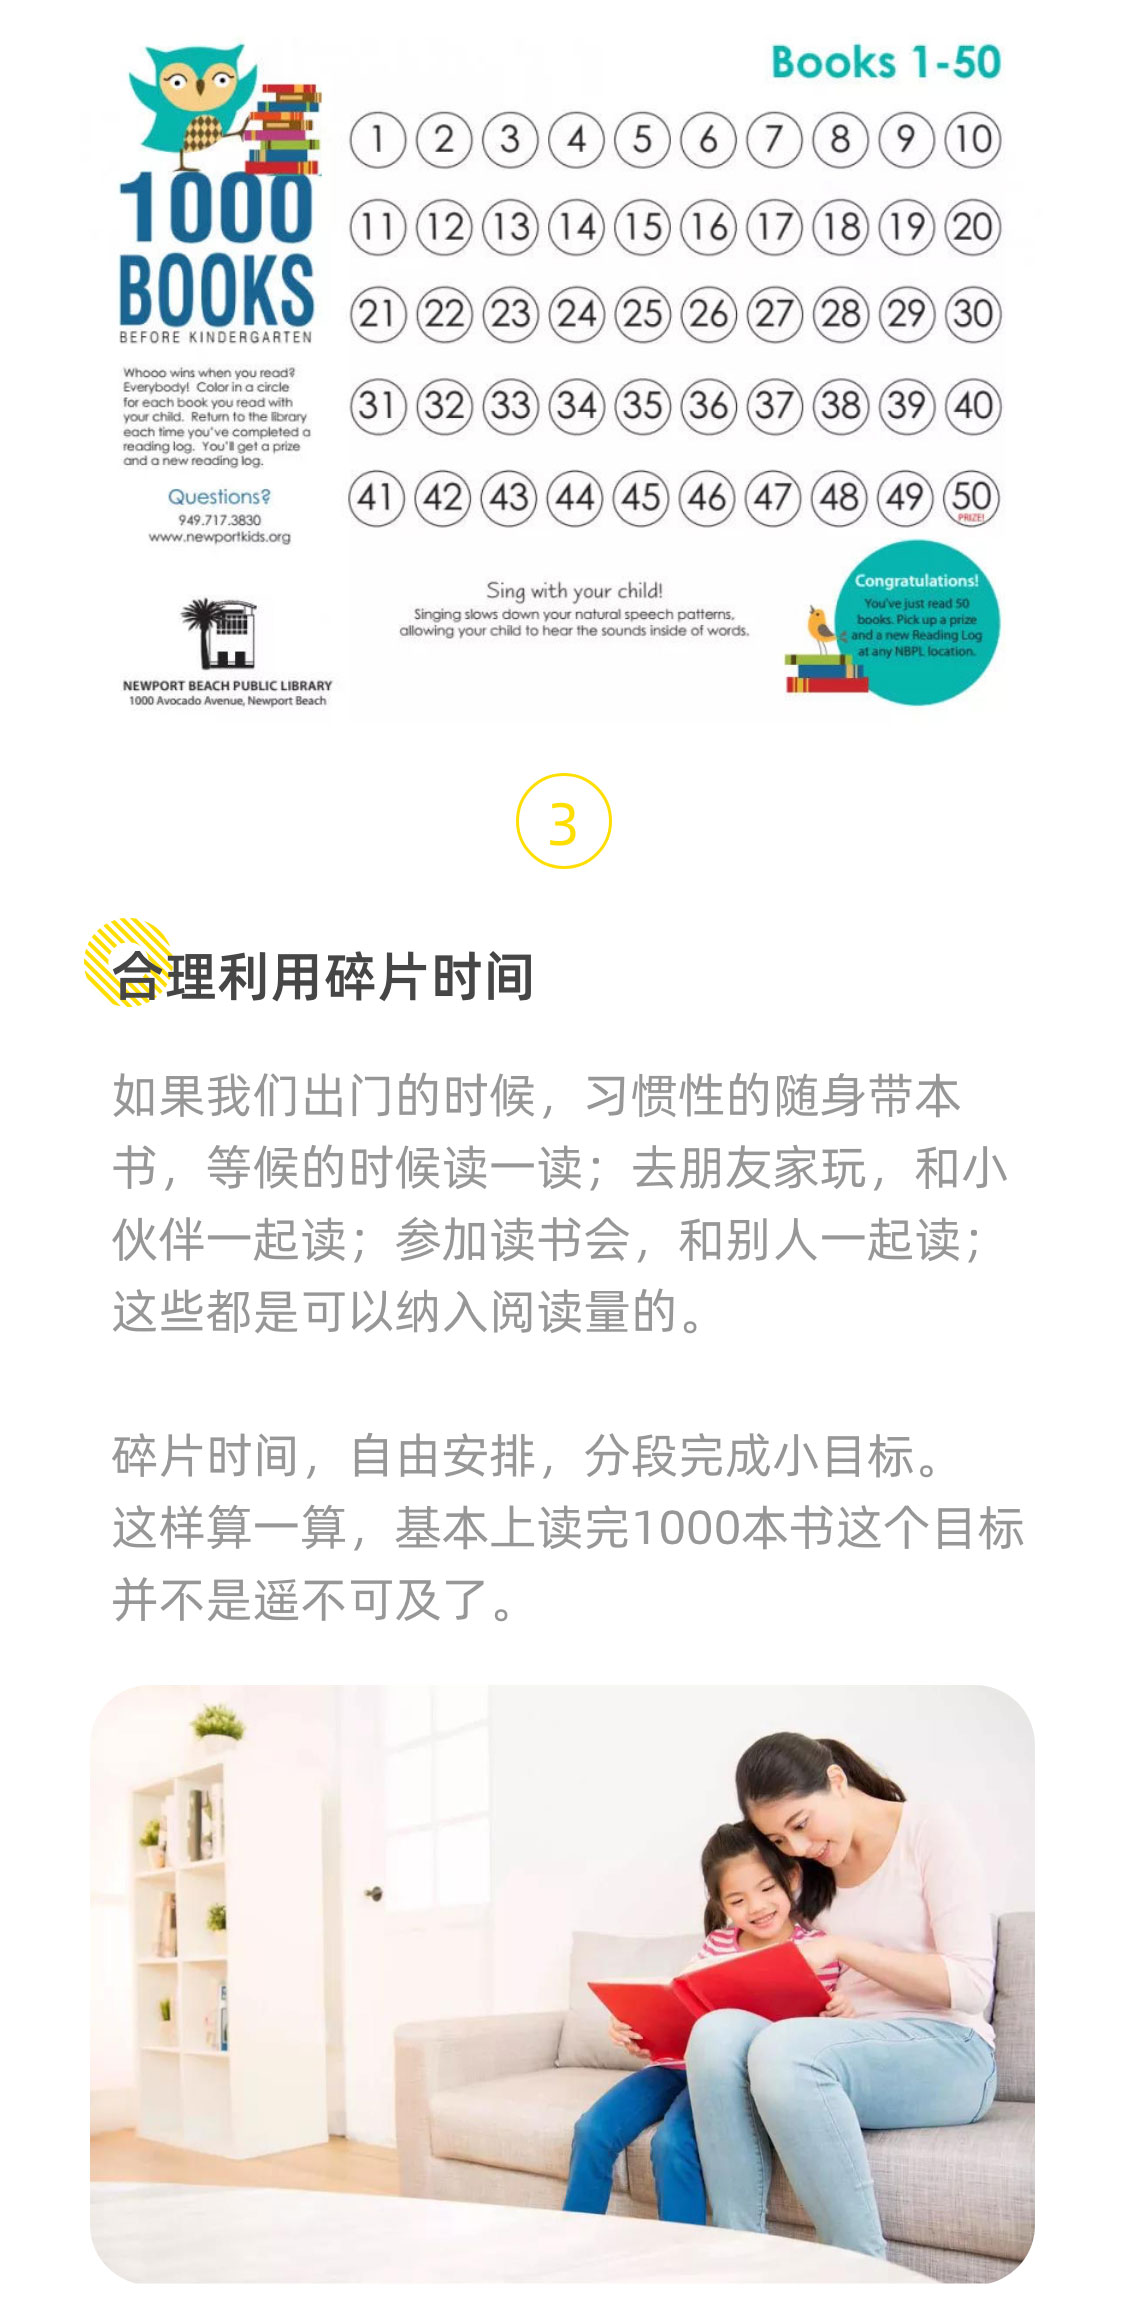 Books 1-50
1 2 3 4 5 6 7 8 9 10
11 12 13 14 15 16 17 18 19 20
21 22 23 24 25 26 27 28 29 30
31 32 33 34 35 36 37 38 39 40
41 42 43 44 45 46 47 48 49 50
PRIZE!
1000
BOOKS
BEFORE KINDERGARTEN
Whooo wins when you read?
Everybody! Color in a circle
for each book you read with
your child. Return to the library
each time you've completed a
reading log. You'll get a prize
and a new reading log.
Questions?
949.717.3830
www.newportkids.org
NEWPORT BEACH PUBLIC LIBRARY
1000 Avocado Avenue, Newport Beach
Sing with your child!
Singing slows down your natural speech patterns,
allowing your child to hear the sounds inside of words.
Congratulations!
You've just read 50
books. Pick up a prize
and a new Reading Log
at any NBPL location.
3
合理利用碎片时间
如果我们出门的时候，习惯性的随身带本
书，等候的时候读一读；去朋友家玩，和小
伙伴一起读；参加读书会，和别人一起读；
这些都是可以纳入阅读量的。
碎片时间，自由安排，分段完成小目标。
这样算一算，基本上读完1000本书这个目标
并不是遥不可及了。